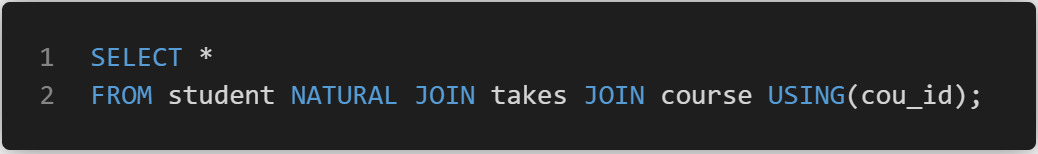 1 SELECT *
2 FROM student NATURAL JOIN takes JOIN course USING(cou_id);